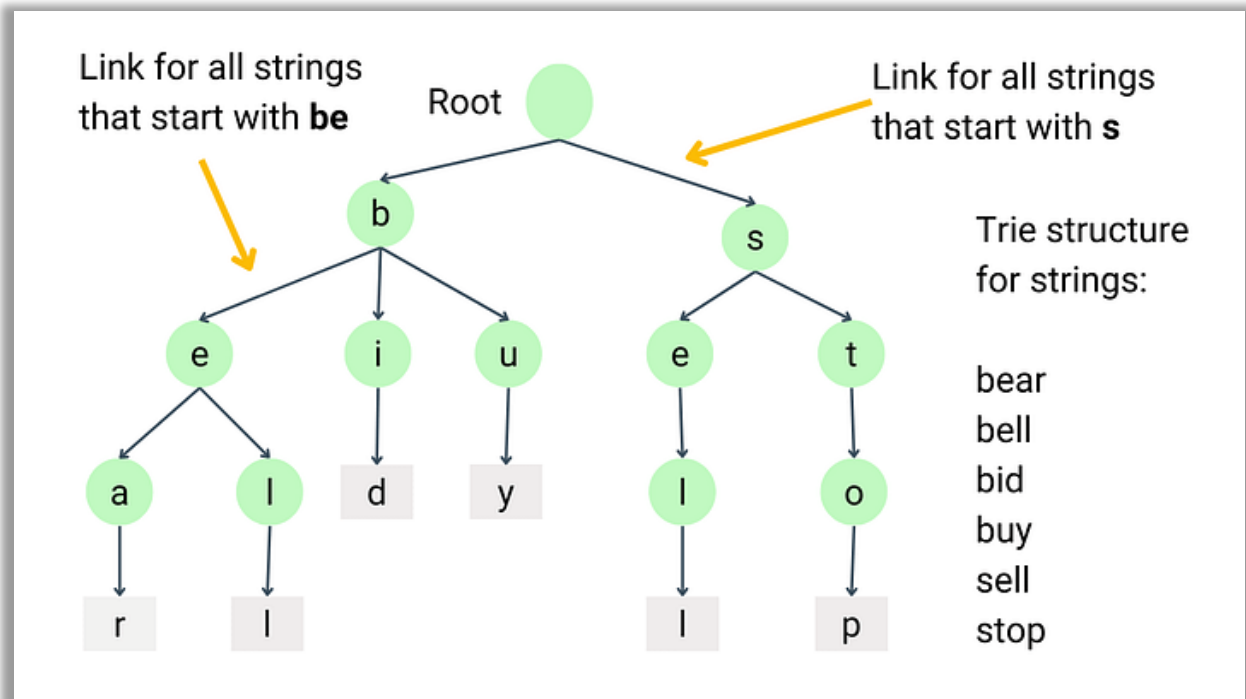 Link for all strings
that start with be
Root
Link for all strings
that start with s
b
s
Trie structure
for strings:
e
i
u
e
t
bear
bell
a
l
d
y
l
o
bid
buy
sell
r
l
l
p
stop